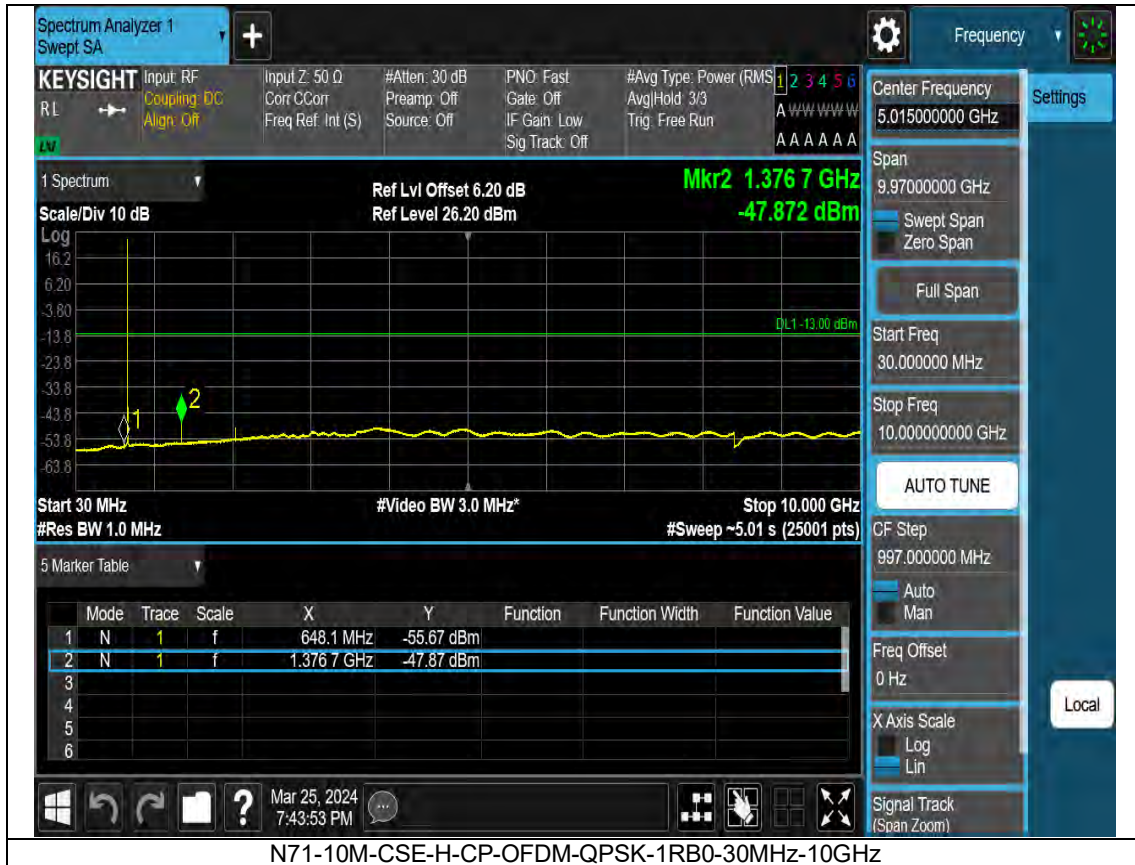 Spectrum Analyzer 1
Swept SA
+
Frequency
KEYSIGHT
RL
Input: RF
Coupling: DC
Align: Off
Input Z: 50 Ω
Corr CCorr
Freq Ref: Int (S)
#Atten: 30 dB
Preamp: Off
Source: Off
PNO: Fast
Gate: Off
IF Gain: Low
Sig Track: Off
#Avg Type: Power (RMS
Avg|Hold: 3/3
Trig: Free Run
1 2 3 4 5 6
A W W W W W
A A A A A A
1 Spectrum
Scale/Div 10 dB
Ref Lvl Offset 6.20 dB
Ref Level 26.20 dBm
Mkr2 1.376 7 GHz
-47.872 dBm
Log
16.2
6.20
-3.80
-13.8
-23.8
-33.8
-43.8
-53.8
-63.8
DL1 -13.00 dBm
1
2
Start 30 MHz
#Res BW 1.0 MHz
#Video BW 3.0 MHz*
Stop 10.000 GHz
#Sweep ~5.01 s (25001 pts)
5 Marker Table
Mode Trace Scale X Y Function Function Width Function Value
1 N 1 f 648.1 MHz -55.67 dBm
2 N 1 f 1.376 7 GHz -47.87 dBm
3
4
5
6
Center Frequency
5.015000000 GHz
Settings
Span
9.97000000 GHz
Swept Span
Zero Span
Full Span
Start Freq
30.000000 MHz
Stop Freq
10.000000000 GHz
AUTO TUNE
CF Step
997.000000 MHz
Auto
Man
Freq Offset
0 Hz
Local
X Axis Scale
Log
Lin
Signal Track
(Span Zoom)
?
Mar 25, 2024
7:43:53 PM
N71-10M-CSE-H-CP-OFDM-QPSK-1RB0-30MHz-10GHz